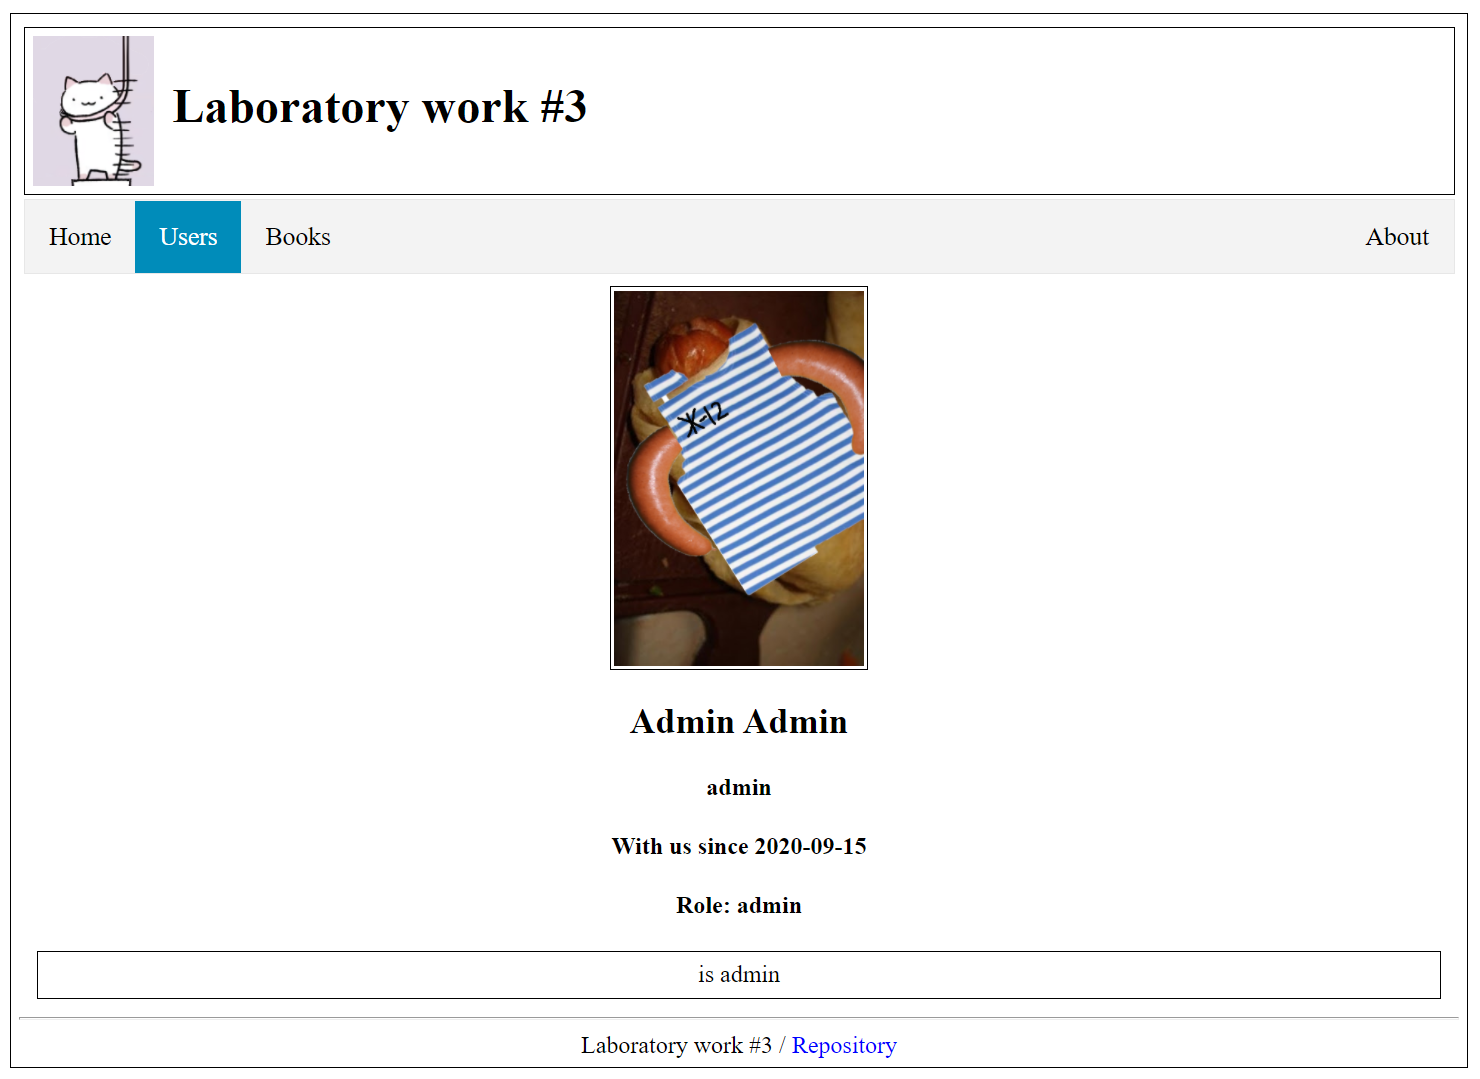 Laboratory work #3
Home Users Books About
Ж-12
Admin Admin
admin
With us since 2020-09-15
Role: admin
is admin
Laboratory work #3 / Repository